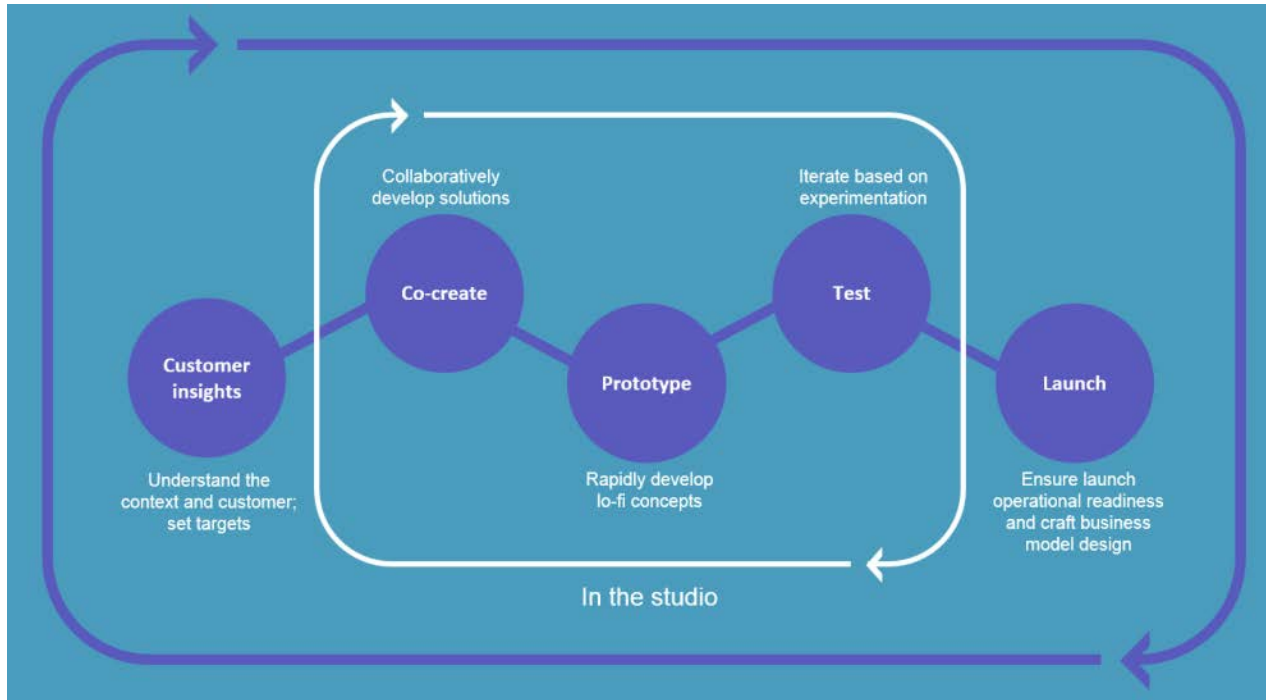 Customer
insights
Understand the
context and customer;
set targets
Collaboratively
develop solutions
Co-create
Prototype
Rapidly develop
lo-fi concepts
Iterate based on
experimentation
Test
Launch
Ensure launch
operational readiness
and craft business
model design
In the studio